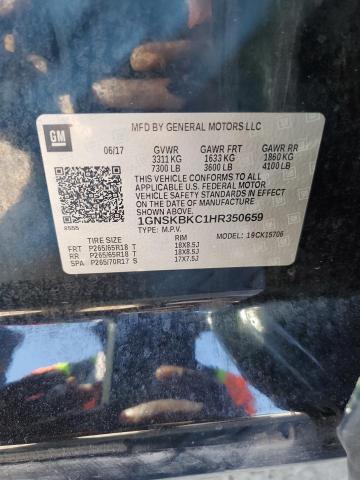 GM
MFD BY GENERAL MOTORS LLC
06/17 GVWR GAWR FRT GAWR RR
3311 KG 1633 KG 1860 KG
7300 LB 3600 LB 4100 LB
THIS VEHICLE CONFORMS TO ALL
APPLICABLE U.S. FEDERAL MOTOR
VEHICLE SAFETY STANDARDS IN EFFECT ON
THE DATE OF MANUFACTURE SHOWN ABOVE.
1GNSKBKC1HR350659
TYPE: M.P.V. MODEL: 19CK15706
TIRE SIZE RIM
FRT P265/65R18 T 18X8.5J
RR P265/65R18 T 18X8.5J
SPA P265/70R17 S 17X7.5J